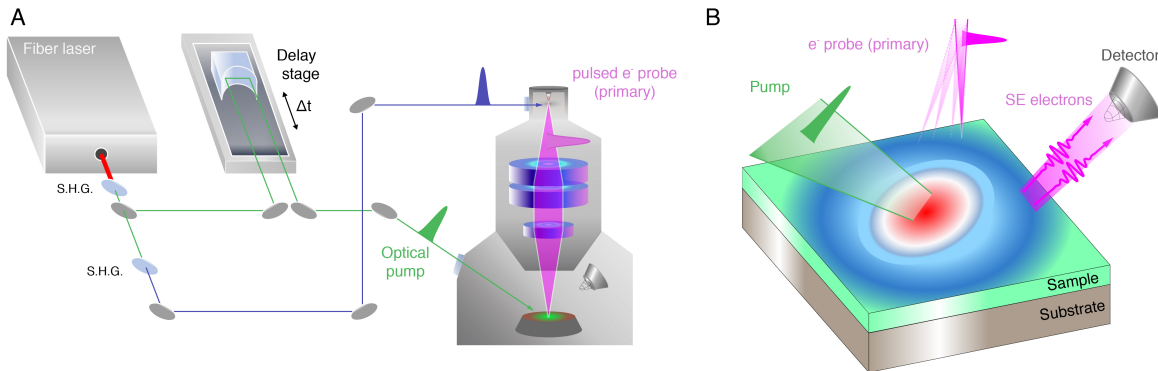 A
Fiber laser
Delay
stage
Δt
S.H.G.
S.H.G.
Optical
pump
pulsed e⁻ probe
(primary)
B
e⁻ probe (primary)
Detector
Pump
SE electrons
Sample
Substrate